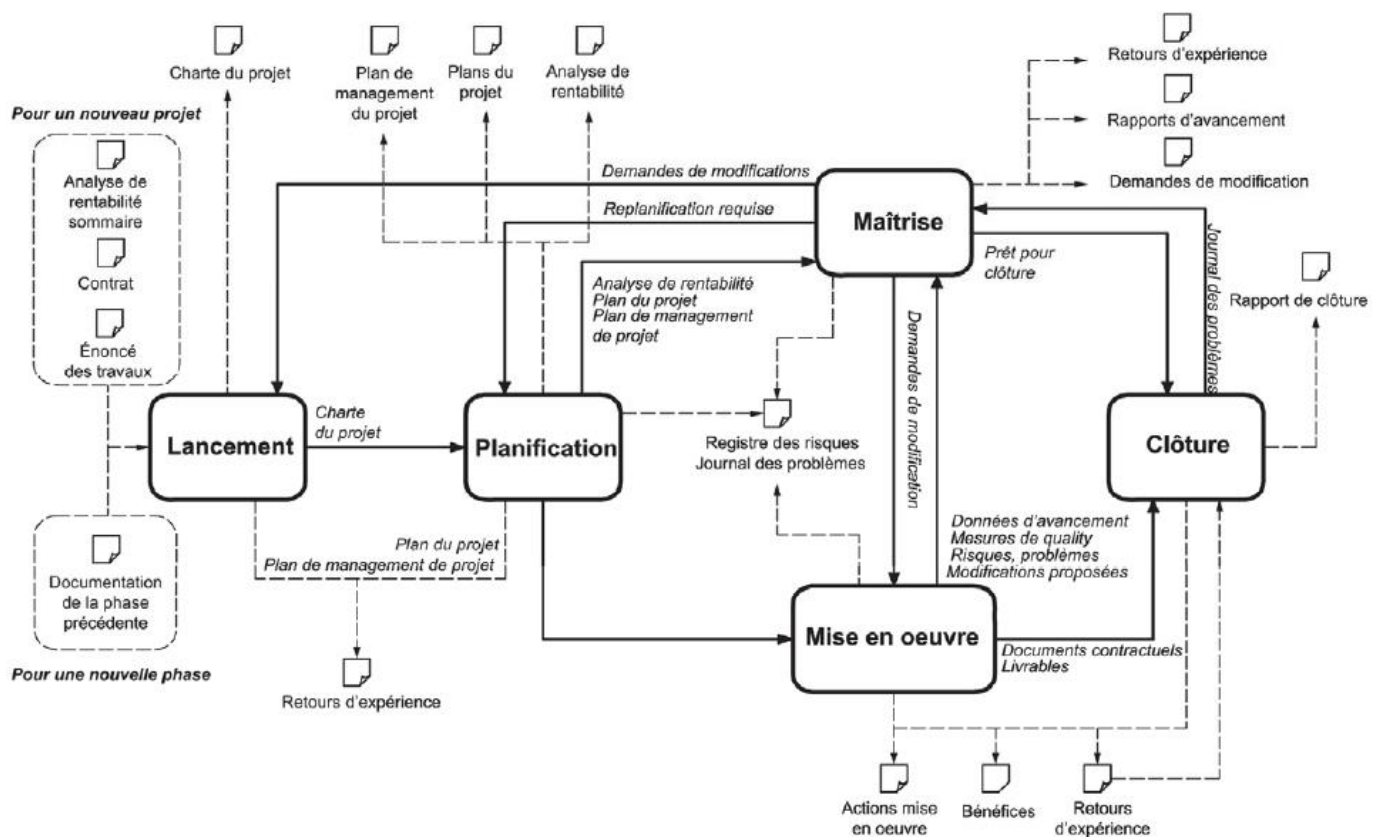 Charte du projet
Plan de
management
du projet
Plans du
projet
Analyse de
rentabilité
Retours d'expérience
Rapports d'avancement
Demandes de modification
Pour un nouveau projet
Analyse de
rentabilité
sommaire
Contrat
Énoncé
des travaux
Demandes de modifications
Replanification requise
Maîtrise
Prêt pour
clôture
Journal des problèmes
Rapport de clôture
Analyse de rentabilité
Plan du projet
Plan de management
de projet
Demandes de modification
Lancement
Charte
du projet
Planification
Registre des risques
Journal des problèmes
Clôture
Données d'avancement
Mesures de quality
Risques, problèmes
Modifications proposées
Plan du projet
Plan de management de projet
Documentation
de la phase
précédente
Pour une nouvelle phase
Retours d'expérience
Mise en oeuvre
Documents contractuels
Livrables
Actions mise
en oeuvre
Bénéfices
Retours
d'expérience